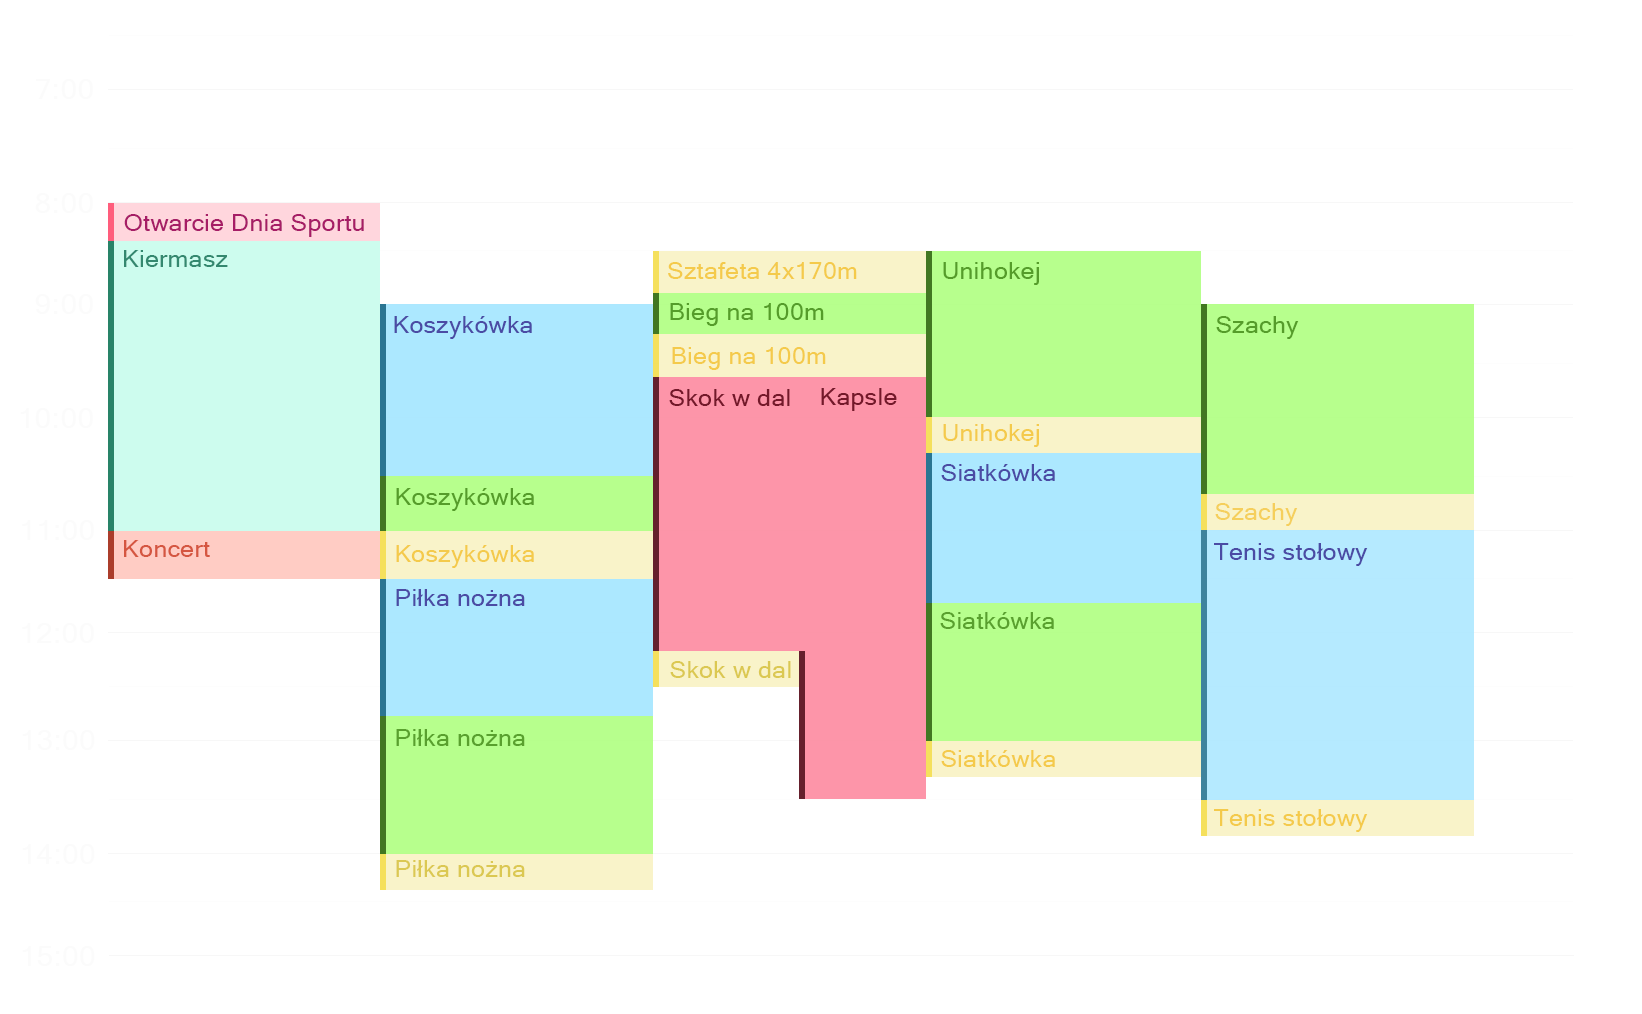 7:00
8:00
Otwarcie Dnia Sportu
Kiermasz
Sztafeta 4x170m
Unihokej
9:00
Koszykówka
Bieg na 100m
Szachy
Bieg na 100m
Skok w dal
Kapsle
10:00
Unihokej
Siatkówka
Koszykówka
Szachy
11:00
Koncert
Koszykówka
Tenis stołowy
Piłka nożna
Siatkówka
12:00
Skok w dal
13:00
Piłka nożna
Siatkówka
Tenis stołowy
14:00
Piłka nożna
15:00